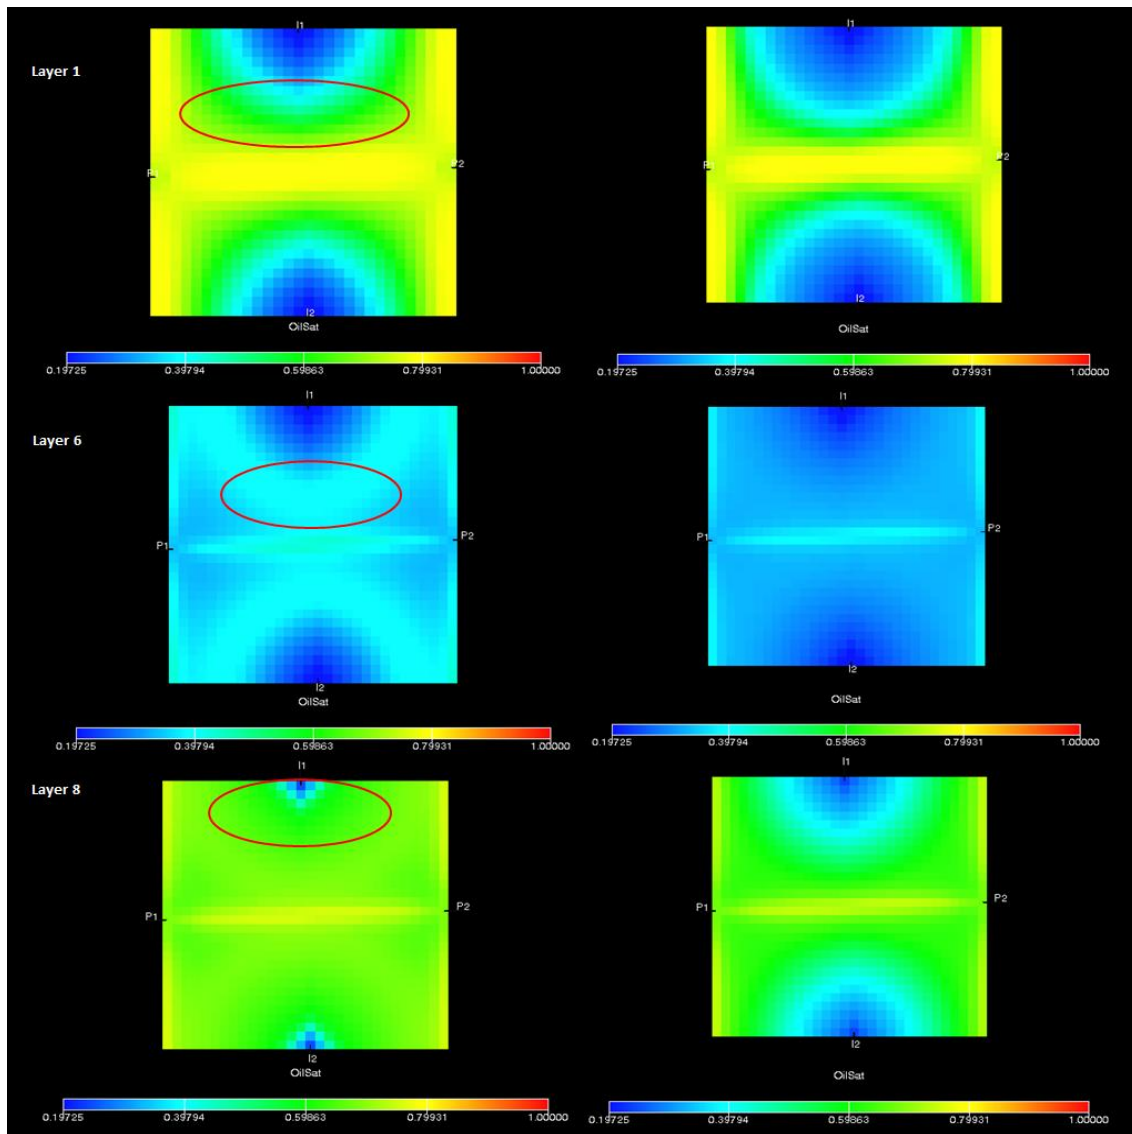 I1 I1
Layer 1
P1 P2 P1 P2
I2 I2
OilSat OilSat
0.19725 0.39794 0.59863 0.79931 1.00000 0.19725 0.39794 0.59863 0.79931 1.00000
I1 I1
Layer 6
P1 P2 P1 P2
I2 I2
OilSat OilSat
0.19725 0.39794 0.59863 0.79931 1.00000 0.19725 0.39794 0.59863 0.79931 1.00000
I1 I1
Layer 8
P1 P2 P1 P2
I2 I2
OilSat OilSat
0.19725 0.39794 0.59863 0.79931 1.00000 0.19725 0.39794 0.59863 0.79931 1.00000